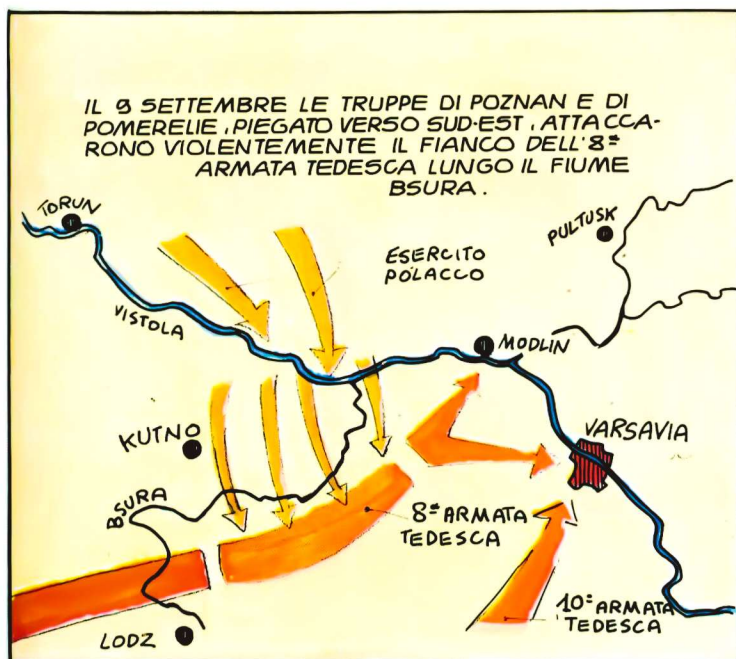 IL 9 SETTEMBRE LE TRUPPE DI POZNAN E DI
POMERELIE, PIEGATO VERSO SUD-EST, ATTACCA-
RONO VIOLENTEMENTE IL FIANCO DELL'8ª
ARMATA TEDESCA LUNGO IL FIUME
BSURA.
TORUN
PULTUSK
ESERCITO
POLACCO
VISTOLA
MODLIN
KUTNO
VARSAVIA
BSURA
8ª ARMATA
TEDESCA
10ª ARMATA
TEDESCA
LODZ